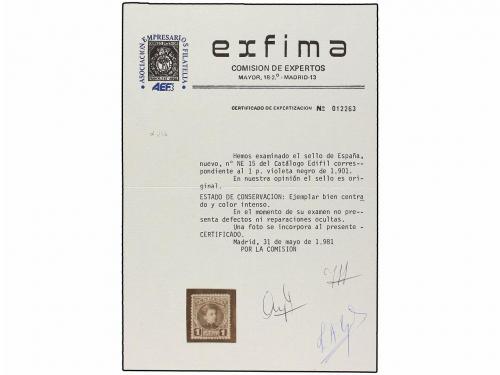 ASOCIACION EMPRESARIOS FILATELIA
AEF
exfima
COMISION DE EXPERTOS
MAYOR, 18-2.º-MADRID-13
CERTIFICADO DE EXPERTIZACION Nº 012263
Hemos examinado el sello de España,
nuevo, nº NE 15 del Catálogo Edifil corres-
pondiente al 1 p. violeta negro de 1.901.
En nuestra opinión el sello es ori-
ginal.
ESTADO DE CONSERVACION: Ejemplar bien centra
do y color intenso.
En el momento de su examen no pre-
senta defectos ni reparaciones ocultas.
Una foto se incorpora al presente -
CERTIFICADO.
Madrid, 31 de mayo de 1.981
POR LA COMISION
1 1